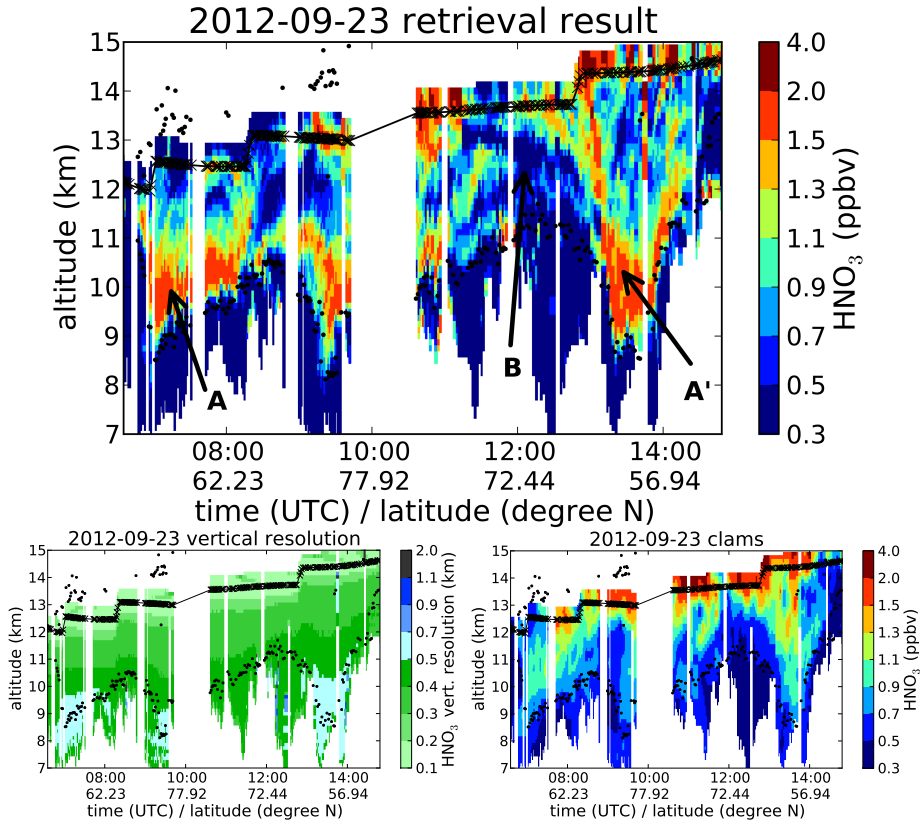 2012-09-23 retrieval result
15
14
13
12
11
10
9
8
7
altitude (km)
08:00 10:00 12:00 14:00
62.23 77.92 72.44 56.94
time (UTC) / latitude (degree N)
A
B
A'
4.0
2.0
1.5
1.3
1.1
0.9
0.7
0.5
0.3
HNO3 (ppbv)
2012-09-23 vertical resolution
15
14
13
12
11
10
9
8
7
altitude (km)
08:00 10:00 12:00 14:00
62.23 77.92 72.44 56.94
time (UTC) / latitude (degree N)
2.0
1.1
0.9
0.7
0.5
0.4
0.3
0.2
0.1
HNO3 vert. resolution (km)
2012-09-23 clams
15
14
13
12
11
10
9
8
7
altitude (km)
08:00 10:00 12:00 14:00
62.23 77.92 72.44 56.94
time (UTC) / latitude (degree N)
4.0
2.0
1.5
1.3
1.1
0.9
0.7
0.5
0.3
HNO3 (ppbv)